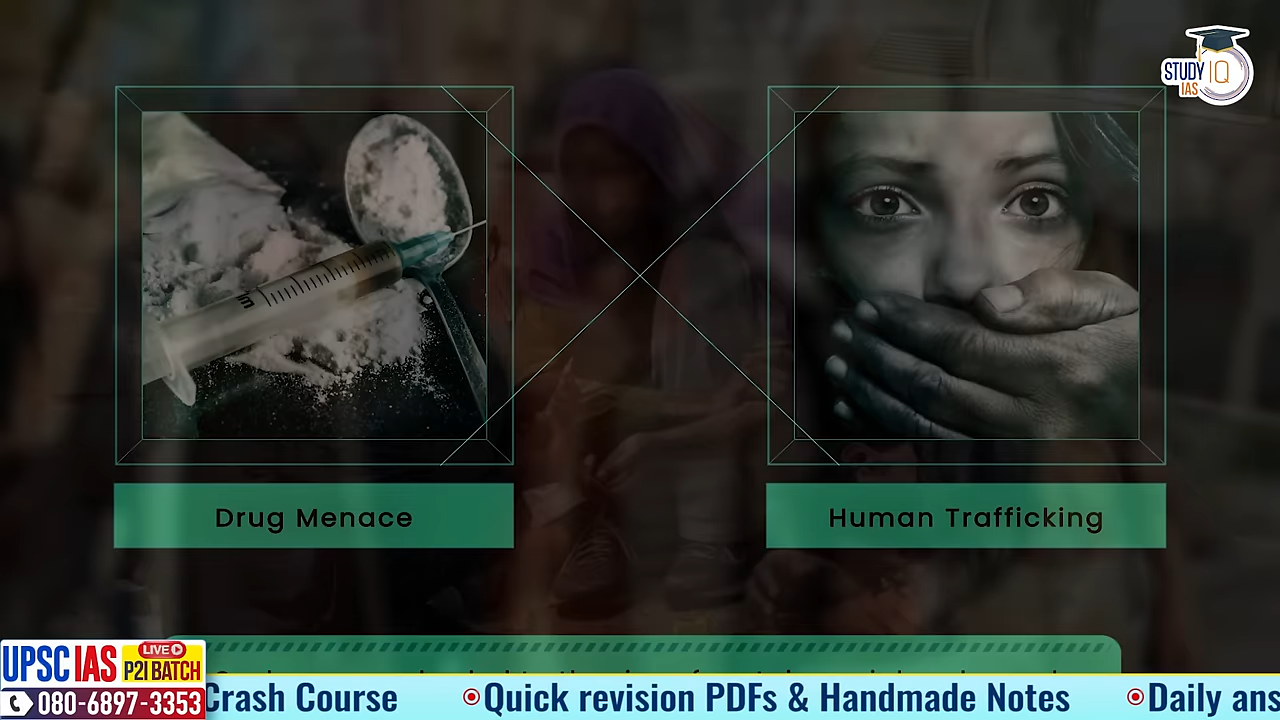 STUDY IQ
IAS
Drug Menace
Human Trafficking
UPSC IAS
LIVE
P2I BATCH
080-6897-3353
Crash Course
Quick revision PDFs & Handmade Notes
Daily ans